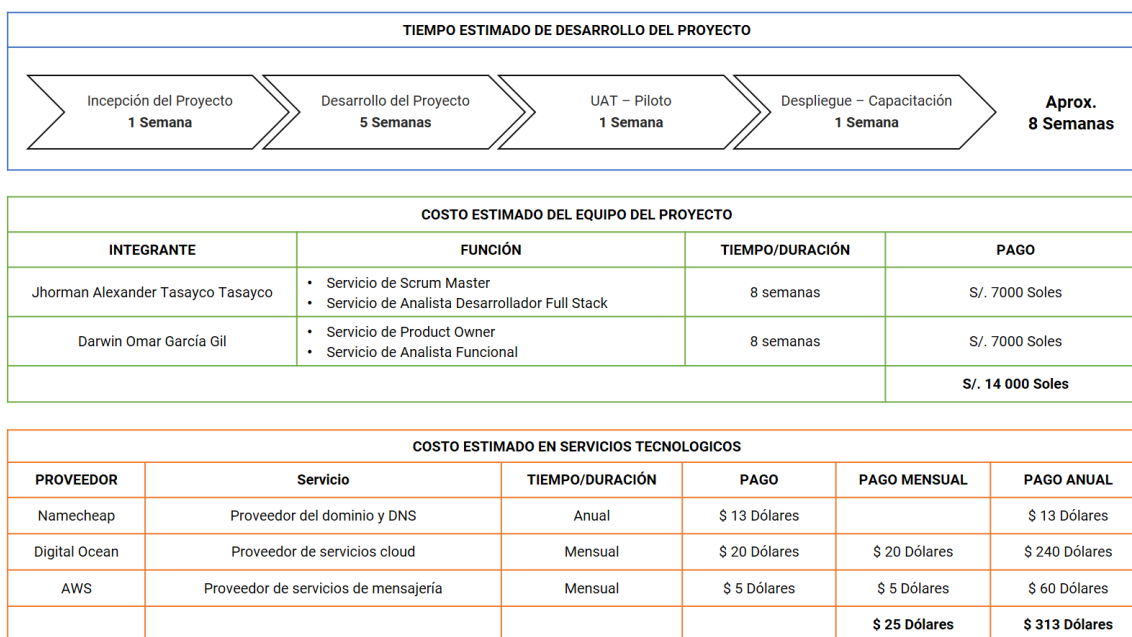 TIEMPO ESTIMADO DE DESARROLLO DEL PROYECTO
Incepción del Proyecto
1 Semana
Desarrollo del Proyecto
5 Semanas
UAT – Piloto
1 Semana
Despliegue – Capacitación
1 Semana
Aprox.
8 Semanas
COSTO ESTIMADO DEL EQUIPO DEL PROYECTO
INTEGRANTE FUNCIÓN TIEMPO/DURACIÓN PAGO
Jhorman Alexander Tasayco Tasayco
• Servicio de Scrum Master
• Servicio de Analista Desarrollador Full Stack
8 semanas
S/. 7000 Soles
Darwin Omar García Gil
• Servicio de Product Owner
• Servicio de Analista Funcional
8 semanas
S/. 7000 Soles
S/. 14 000 Soles
COSTO ESTIMADO EN SERVICIOS TECNOLOGICOS
PROVEEDOR Servicio TIEMPO/DURACIÓN PAGO PAGO MENSUAL PAGO ANUAL
Namecheap Proveedor del dominio y DNS Anual $ 13 Dólares $ 13 Dólares
Digital Ocean Proveedor de servicios cloud Mensual $ 20 Dólares $ 20 Dólares $ 240 Dólares
AWS Proveedor de servicios de mensajería Mensual $ 5 Dólares $ 5 Dólares $ 60 Dólares
$ 25 Dólares $ 313 Dólares